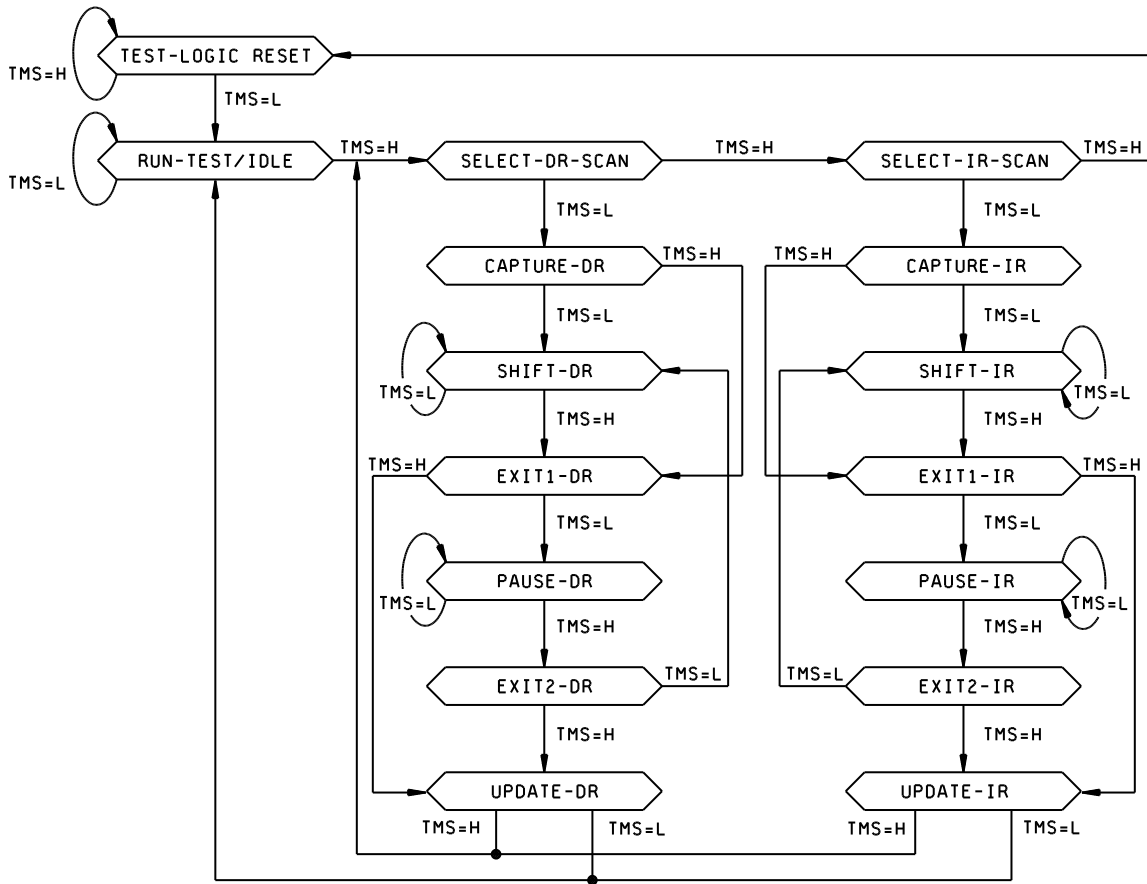 TEST-LOGIC RESET
TMS=H
TMS=L
RUN-TEST/IDLE
TMS=H
SELECT-DR-SCAN
TMS=H
SELECT-IR-SCAN
TMS=H
TMS=L
TMS=L
TMS=L
CAPTURE-DR
TMS=H
TMS=H
CAPTURE-IR
TMS=L
TMS=L
SHIFT-DR
SHIFT-IR
TMS=L
TMS=L
TMS=H
TMS=H
TMS=H
EXIT1-DR
EXIT1-IR
TMS=H
TMS=L
TMS=L
PAUSE-DR
PAUSE-IR
TMS=L
TMS=L
TMS=H
TMS=H
EXIT2-DR
TMS=L
TMS=L
EXIT2-IR
TMS=H
TMS=H
UPDATE-DR
UPDATE-IR
TMS=H
TMS=L
TMS=H
TMS=L